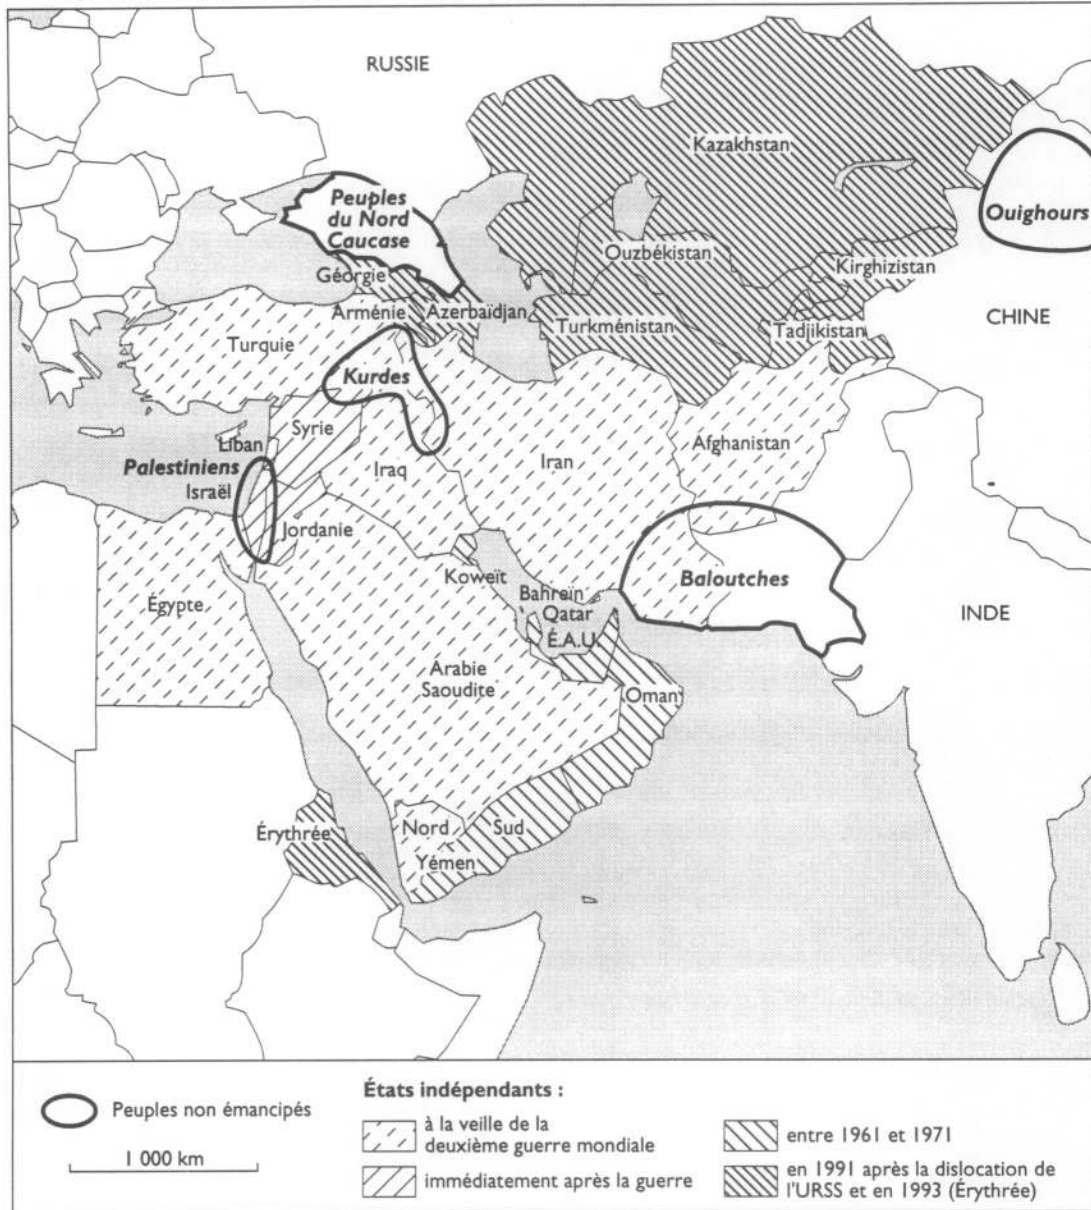 RUSSIE
Kazakhstan
Peuples
du Nord
Caucase
Ouighours
Ouzbékistan
Kirghizistan
Géorgie
Arménie
Azerbaïdjan
Turkménistan
Tadjikistan
CHINE
Turquie
Kurdes
Syrie
Liban
Afghanistan
Palestiniens
Iraq
Iran
Israël
Jordanie
Koweït
Baloutches
Bahreïn
Qatar
Égypte
É.A.U.
INDE
Arabie
Saoudite
Oman
Érythrée
Nord
Sud
Yémen
Peuples non émancipés
1 000 km
États indépendants :
à la veille de la
deuxième guerre mondiale
immédiatement après la guerre
entre 1961 et 1971
en 1991 après la dislocation de
l'URSS et en 1993 (Érythrée)